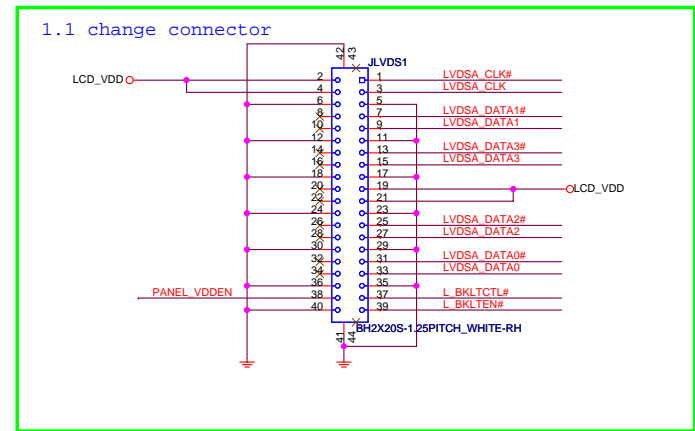 1.1 change connector
42 43
JLVDS1
LCD_VDD 2 1 LVDSA_CLK#
4 3 LVDSA_CLK
6 5
8 7 LVDSA_DATA1#
10 9 LVDSA_DATA1
12 11
14 13 LVDSA_DATA3#
16 15 LVDSA_DATA3
18 17
20 19 LCD_VDD
22 21
24 23
26 25 LVDSA_DATA2#
28 27 LVDSA_DATA2
30 29
32 31 LVDSA_DATA0#
34 33 LVDSA_DATA0
36 35
PANEL_VDDEN 38 37 L_BKLTCTL#
40 39 L_BKLTEN#
41 44 BH2X20S-1.25PITCH_WHITE-RH